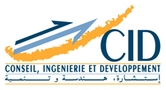 CID
CONSEIL, INGENIERIE ET DEVELOPPEMENT
إستشارة، هندسة و تنمية